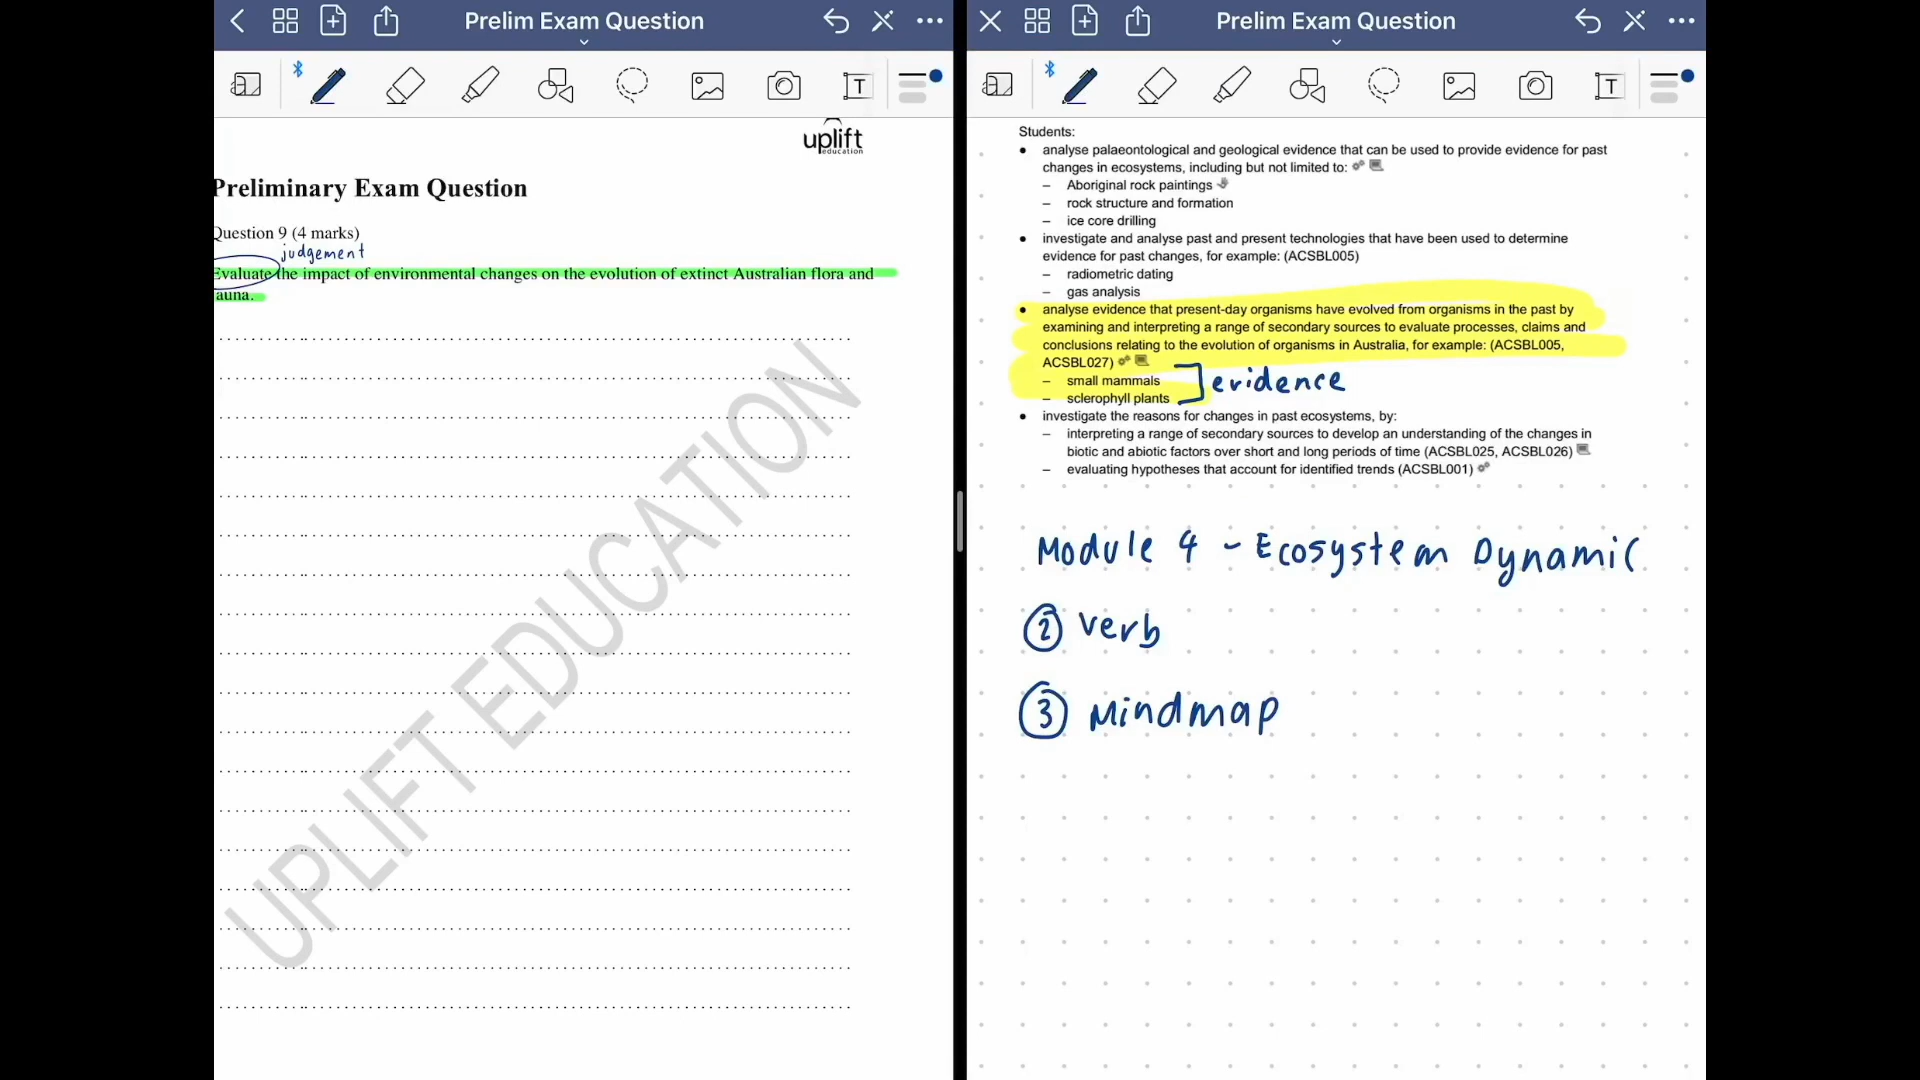 Prelim Exam Question
uplift
education
Preliminary Exam Question
Question 9 (4 marks)
judgement
Evaluate the impact of environmental changes on the evolution of extinct Australian flora and
auna.
UPLIFT EDUCATION
Prelim Exam Question
Students:
• analyse palaeontological and geological evidence that can be used to provide evidence for past
changes in ecosystems, including but not limited to:
– Aboriginal rock paintings
– rock structure and formation
– ice core drilling
• investigate and analyse past and present technologies that have been used to determine
evidence for past changes, for example: (ACSBL005)
– radiometric dating
– gas analysis
• analyse evidence that present-day organisms have evolved from organisms in the past by
examining and interpreting a range of secondary sources to evaluate processes, claims and
conclusions relating to the evolution of organisms in Australia, for example: (ACSBL005,
ACSBL027)
– small mammals
– sclerophyll plants
evidence
• investigate the reasons for changes in past ecosystems, by:
– interpreting a range of secondary sources to develop an understanding of the changes in
biotic and abiotic factors over short and long periods of time (ACSBL025, ACSBL026)
– evaluating hypotheses that account for identified trends (ACSBL001)
Module 4 - Ecosystem Dynamic
② verb
③ Mindmap